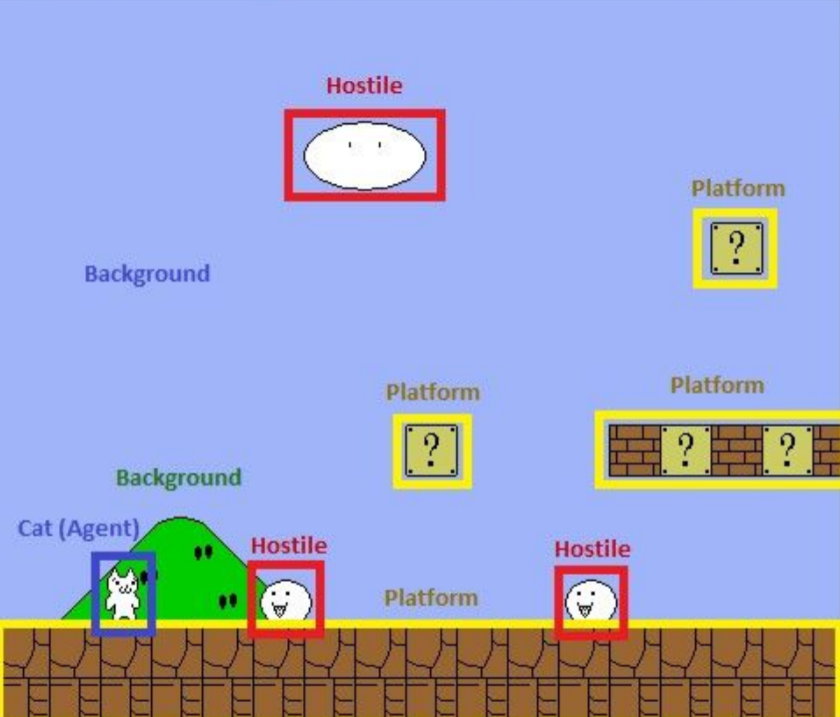 Hostile
Platform
?
Background
Platform
Platform
?
?
?
Background
Cat (Agent)
Hostile
Hostile
Platform